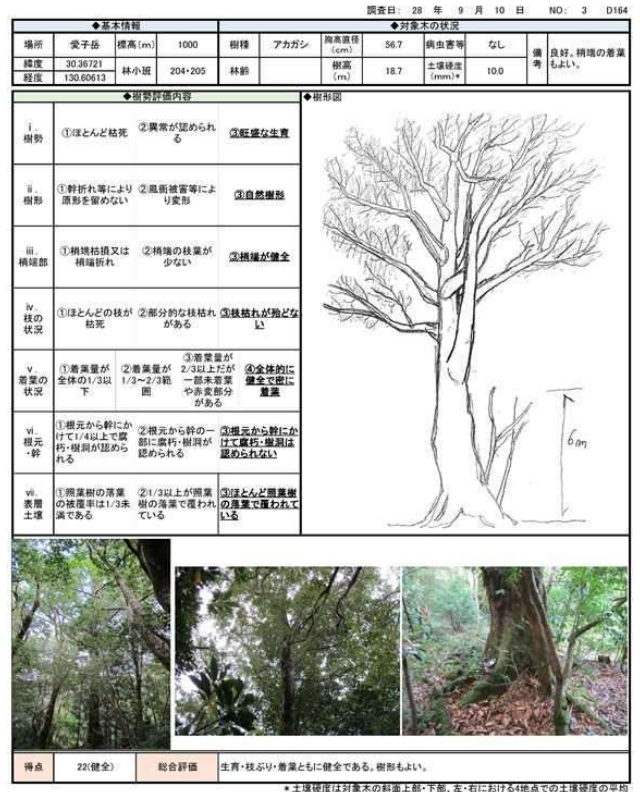 調査日: 28 年 9 月 10 日 NO: 3 D164
◆基本情報 ◆対象木の状況
場所 愛子岳 標高(m) 1000 樹種 アカガシ 胸高直径(cm) 56.7 病虫害等 なし 備考 良好。梢端の着葉もよい。
緯度 30.36721 林小班 204・205 林齢 樹高(m) 18.7 土壌硬度(mm)* 10.0
経度 130.60613
◆樹勢評価内容 ◆樹形図
ⅰ.樹勢 ①ほとんど枯死 ②異常が認められる ③旺盛な生育
ⅱ.樹形 ①幹折れ等により原形を留めない ②風衝被害等により変形 ③自然樹形
ⅲ.梢端部 ①梢端枯損又は梢端折れ ②梢端の枝葉が少ない ③梢端が健全
ⅳ.枝の状況 ①ほとんどの枝が枯死 ②部分的な枝枯れがある ③枝枯れが殆どない
ⅴ.着葉の状況 ①着葉量が全体の1/3以下 ②着葉量が1/3～2/3範囲 ③着葉量が2/3以上だが一部未着葉や赤変部分がある ④全体的に健全で密に着葉
ⅵ.根元・幹 ①根元から幹にかけて1/4以上で腐朽・樹洞が認められる ②根元から幹の一部に腐朽・樹洞が認められる ③根元から幹にかけて腐朽・樹洞は認められない
ⅶ.表層土壌 ①照葉樹の落葉の被覆率は1/3未満である ②1/3以上が照葉樹の落葉で覆われている ③ほとんど照葉樹の落葉で覆われている
6m
得点 22(健全) 総合評価 生育・枝ぶり・着葉ともに健全である。樹形もよい。
*土壌硬度は対象木の斜面上部・下部、左・右における4地点での土壌硬度の平均